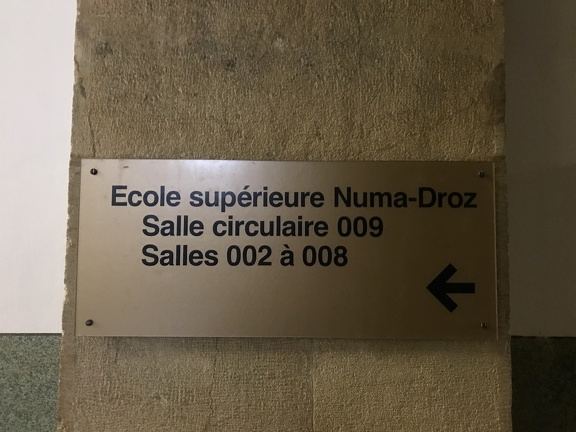 Ecole supérieure Numa-Droz
Salle circulaire 009
Salles 002 à 008